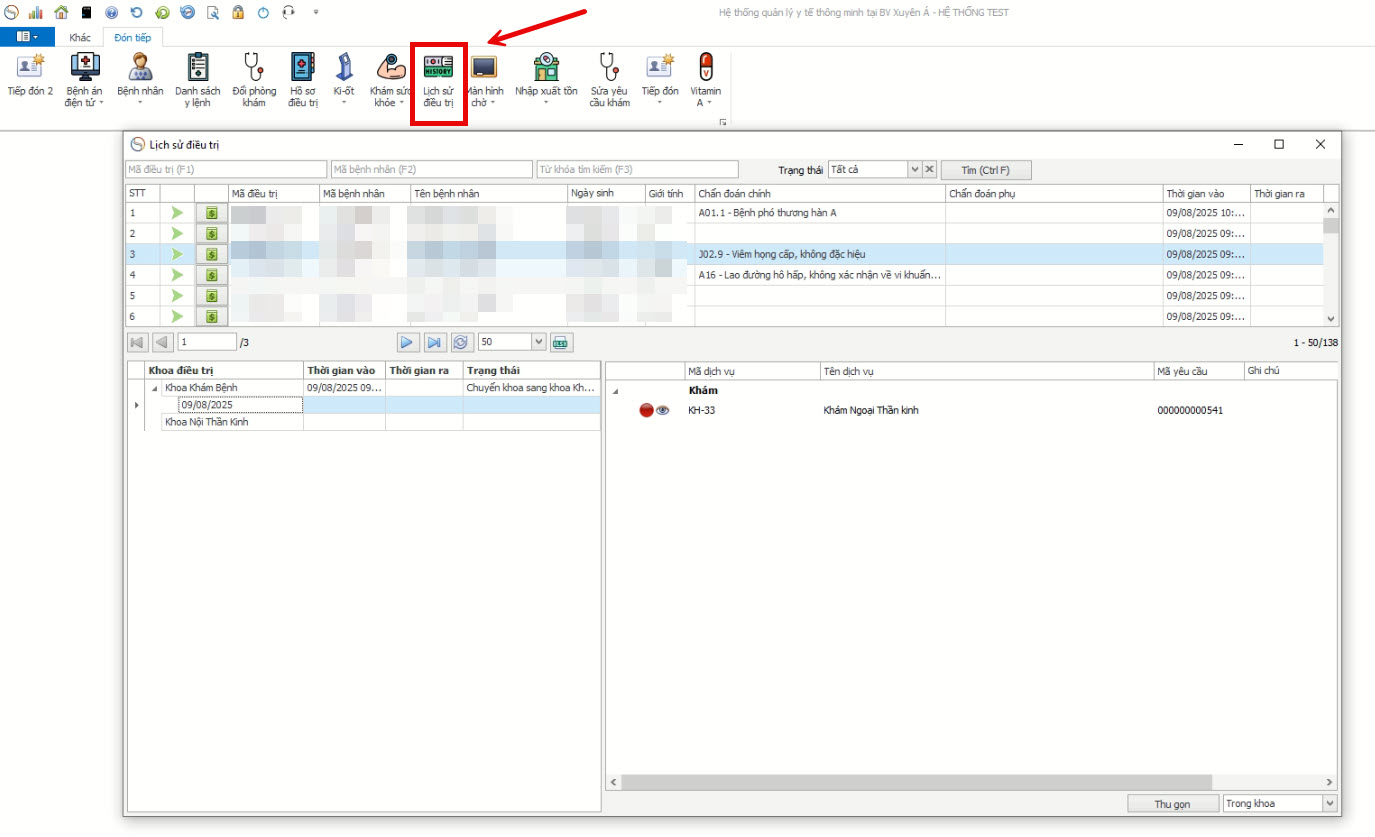 Hệ thống quản lý y tế thông minh tại BV Xuyên Á - HỆ THỐNG TEST
Khác Đón tiếp
Tiếp đón 2 Bệnh án điện tử Bệnh nhân Danh sách y lệnh Đổi phòng khám Hồ sơ điều trị Ki-ốt Khám sức khỏe HISTORY Lịch sử điều trị Màn hình chờ Nhập xuất tồn Sửa yêu cầu khám Tiếp đón Vitamin A
Lịch sử điều trị
Mã điều trị (F1) Mã bệnh nhân (F2) Từ khóa tìm kiếm (F3) Trạng thái Tất cả Tìm (Ctrl F)
STT Mã điều trị Mã bệnh nhân Tên bệnh nhân Ngày sinh Giới tính Chẩn đoán chính Chẩn đoán phụ Thời gian vào Thời gian ra
1 A01.1 - Bệnh phó thương hàn A 09/08/2025 10:...
2 09/08/2025 09:...
3 J02.9 - Viêm họng cấp, không đặc hiệu 09/08/2025 09:...
4 A16 - Lao đường hô hấp, không xác nhận về vi khuẩn... 09/08/2025 09:...
5 09/08/2025 09:...
6 09/08/2025 09:...
1 /3 50 1 - 50/138
Khoa điều trị Thời gian vào Thời gian ra Trạng thái
Khoa Khám Bệnh 09/08/2025 09... Chuyển khoa sang khoa Kh...
09/08/2025
Khoa Nội Thần Kinh
Mã dịch vụ Tên dịch vụ Mã yêu cầu Ghi chú
Khám
KH-33 Khám Ngoại Thần kinh 000000000541
Thu gọn Trong khoa